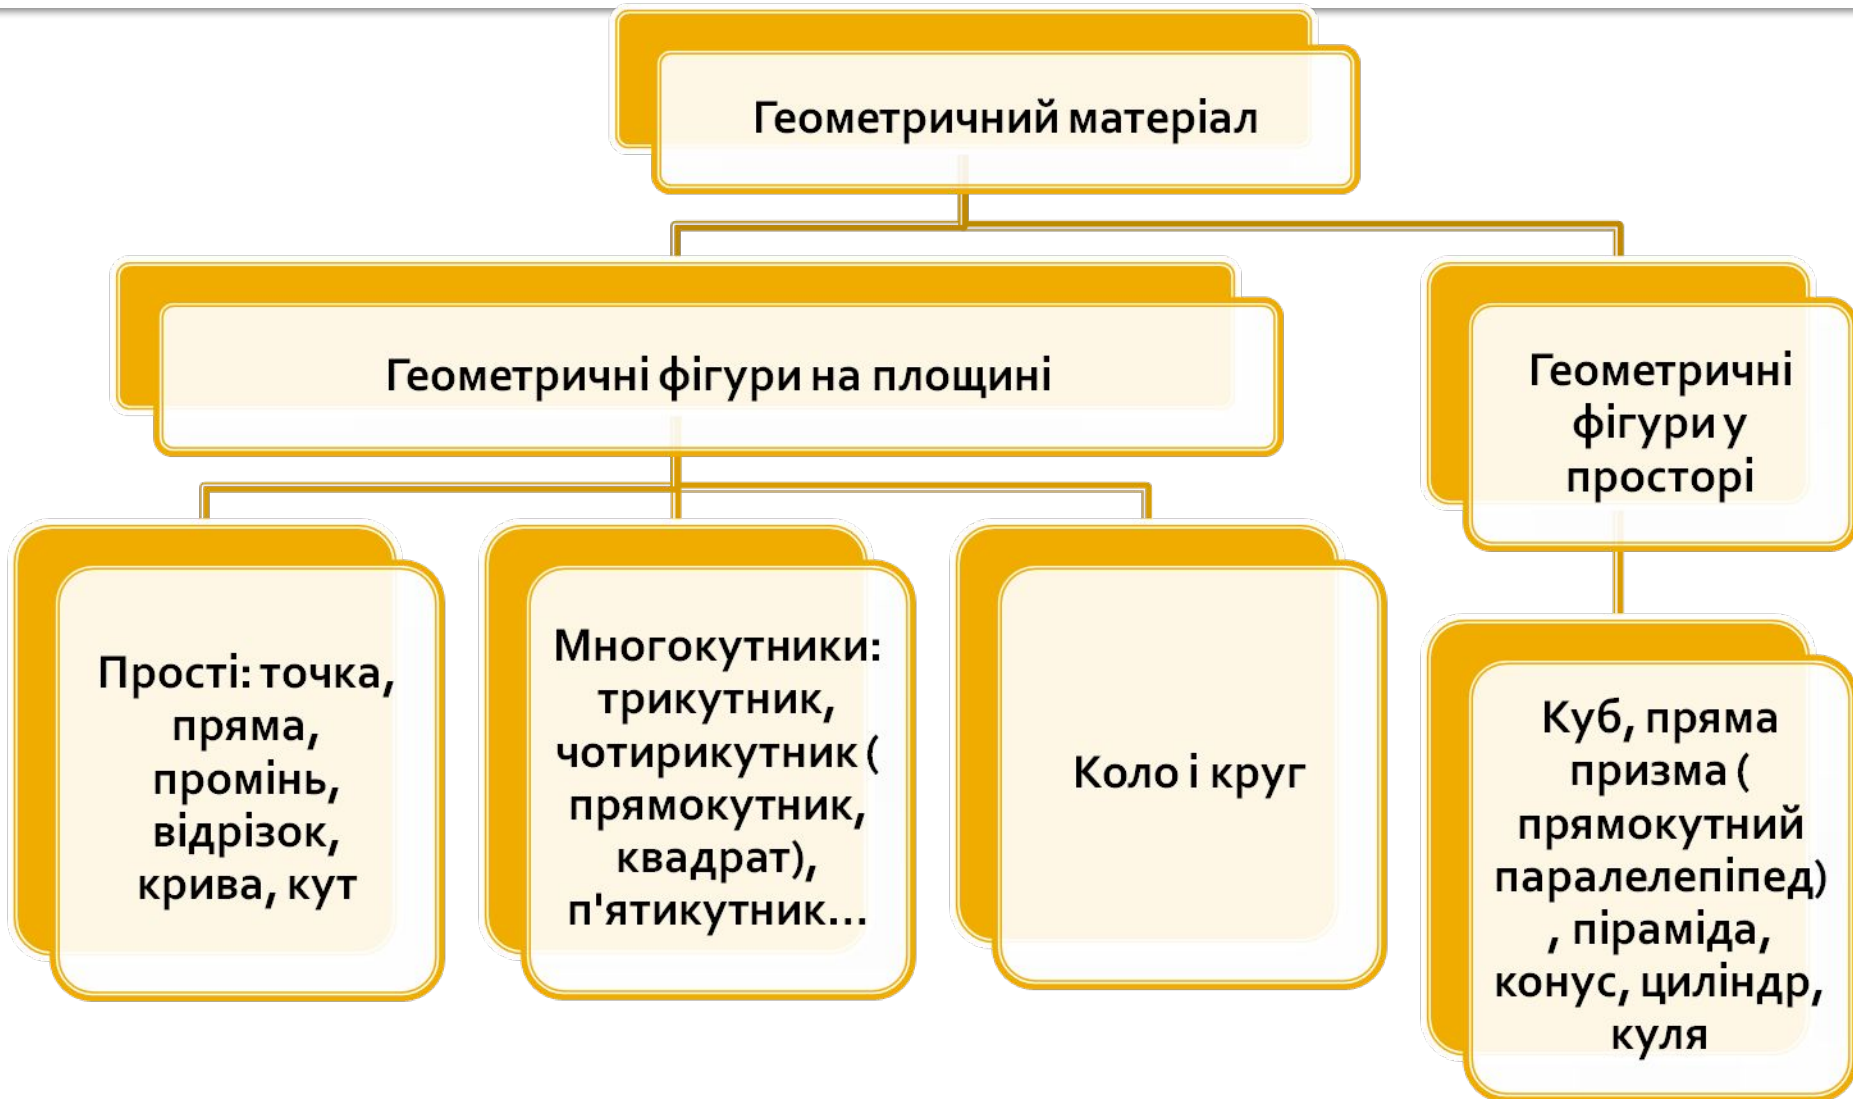 Геометричний матеріал
Геометричні фігури на площині
Геометричні
фігури у
просторі
Прості: точка,
пряма,
промінь,
відрізок,
крива, кут
Многокутники:
трикутник,
чотирикутник (
прямокутник,
квадрат),
п'ятикутник...
Коло і круг
Куб, пряма
призма (
прямокутний
паралелепіпед)
, піраміда,
конус, циліндр,
куля